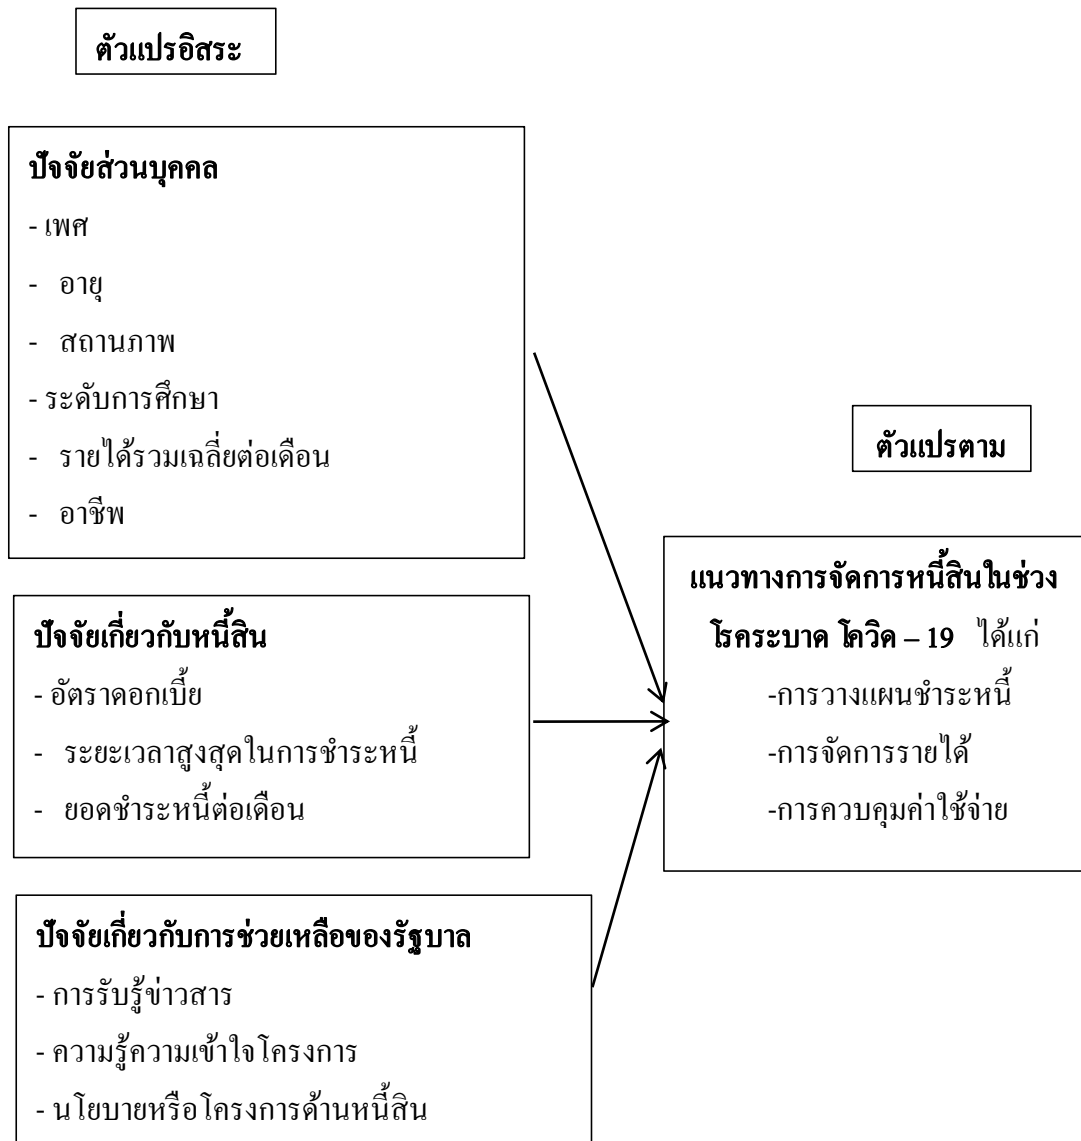 ตัวแปรอิสระ
ปัจจัยส่วนบุคคล
- เพศ
- อายุ
- สถานภาพ
- ระดับการศึกษา
- รายได้รวมเฉลี่ยต่อเดือน
- อาชีพ
ปัจจัยเกี่ยวกับหนี้สิน
- อัตราดอกเบี้ย
- ระยะเวลาสูงสุดในการชำระหนี้
- ยอดชำระหนี้ต่อเดือน
ปัจจัยเกี่ยวกับการช่วยเหลือของรัฐบาล
- การรับรู้ข่าวสาร
- ความรู้ความเข้าใจโครงการ
- นโยบายหรือโครงการด้านหนี้สิน
ตัวแปรตาม
แนวทางการจัดการหนี้สินในช่วง
โรคระบาด โควิด – 19 ได้แก่
-การวางแผนชำระหนี้
-การจัดการรายได้
-การควบคุมค่าใช้จ่าย